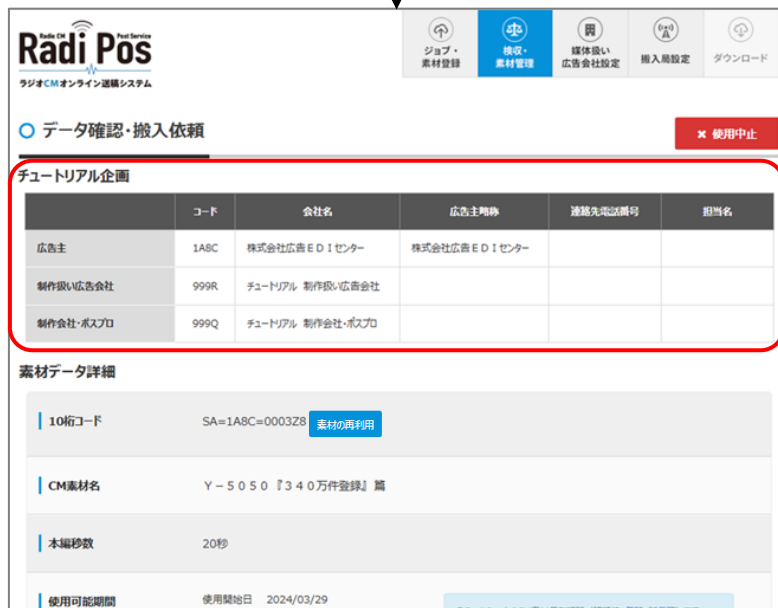 Radio CM Post Service
Radi Pos
ラジオCMオンライン送稿システム
ジョブ・
素材登録
検収・
素材管理
媒体扱い
広告会社設定
搬入局設定
ダウンロード
データ確認・搬入依頼
× 使用中止
チュートリアル企画
コード 会社名 広告主略称 連絡先電話番号 担当名
広告主 1A8C 株式会社広告EDIセンター 株式会社広告EDIセンター
制作扱い広告会社 999R チュートリアル 制作扱い広告会社
制作会社・ポスプロ 999Q チュートリアル 制作会社・ポスプロ
素材データ詳細
10桁コード SA=1A8C=0003Z8 素材の再利用
CM素材名 Y－5050『340万件登録』篇
本編秒数 20秒
使用可能期間 使用開始日 2024/03/29